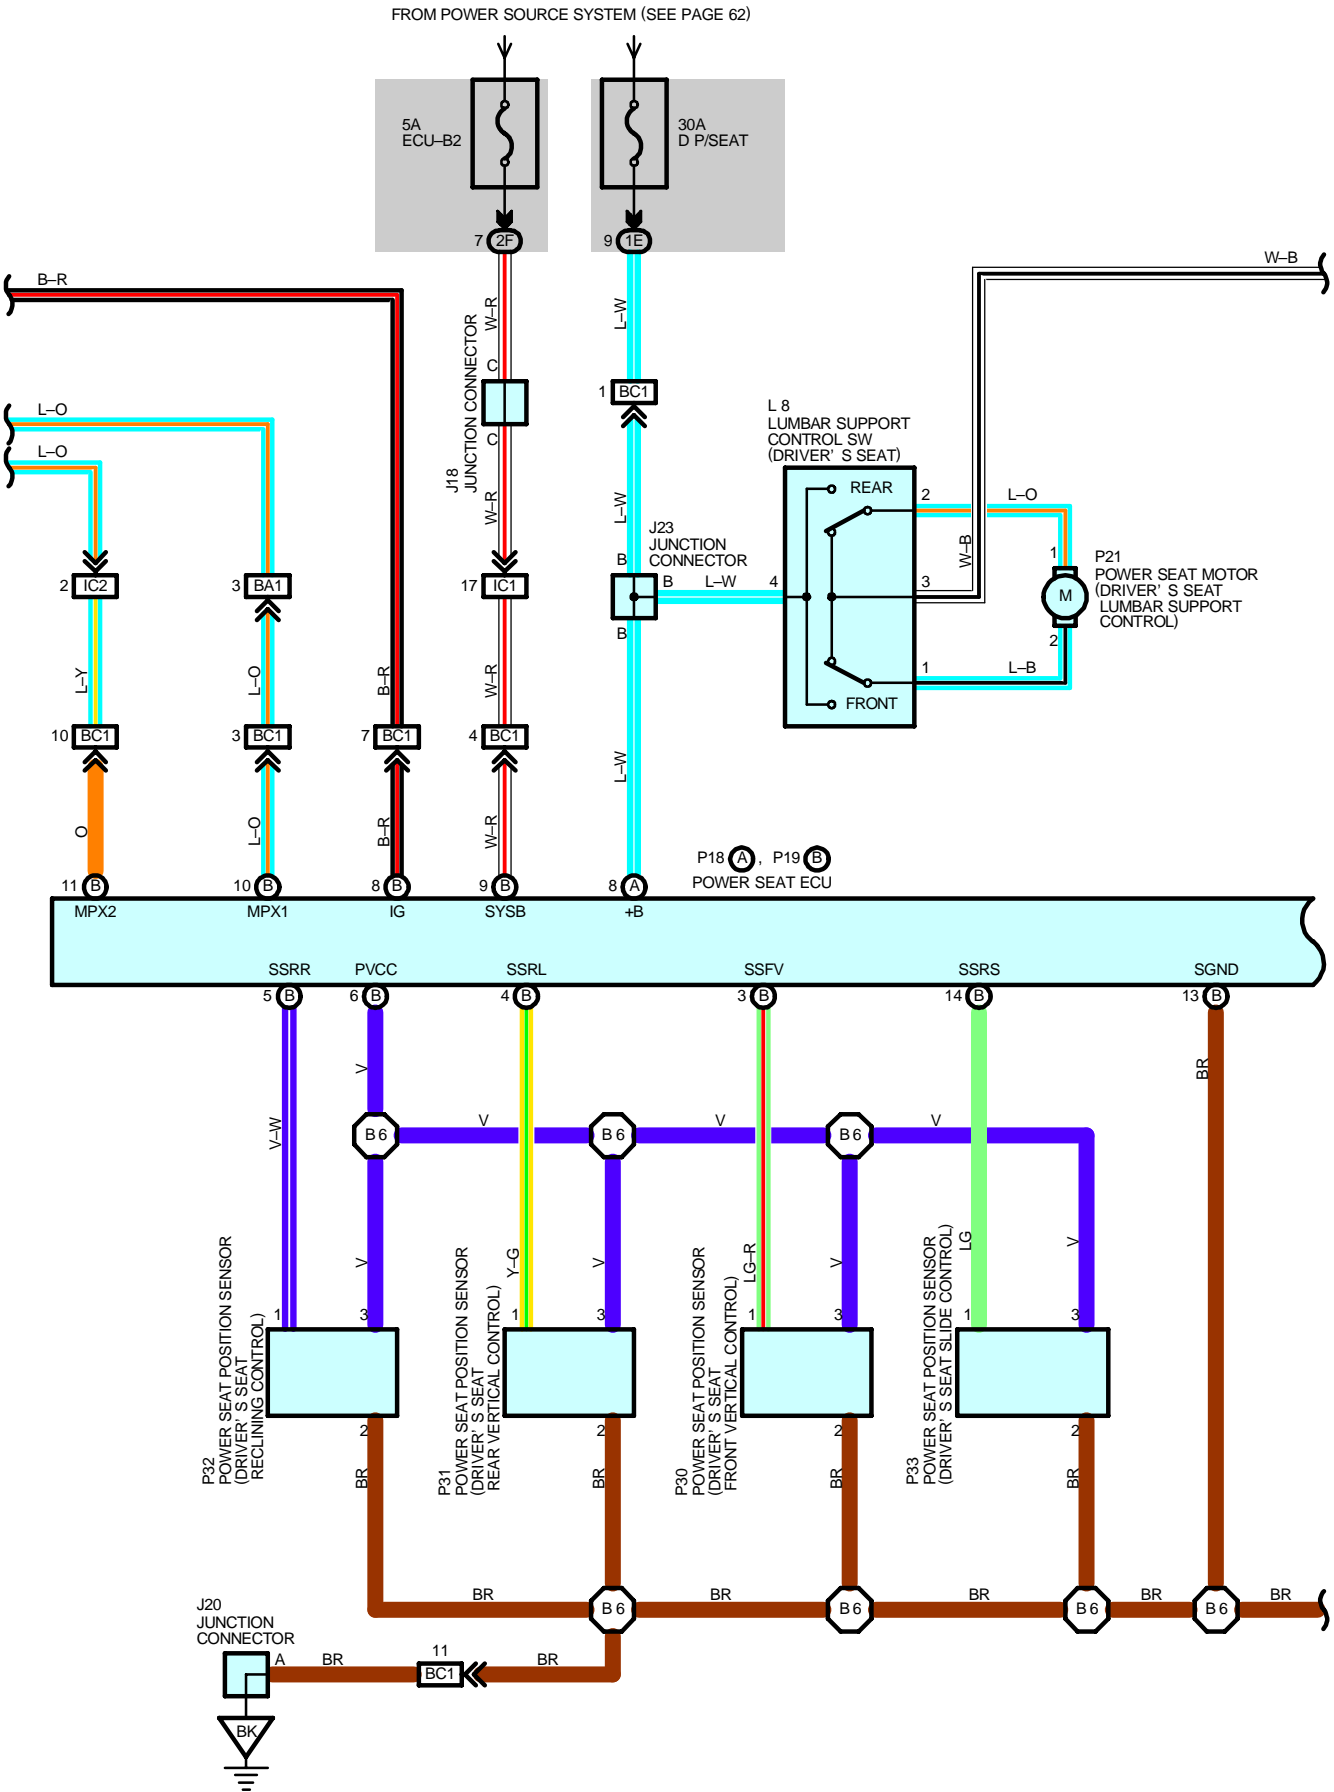 FROM POWER SOURCE SYSTEM (SEE PAGE 62)
5A
ECU–B2
30A
D P/SEAT
7 2F
9 1E
B–R
W–B
W–R
L–W
J18
JUNCTION CONNECTOR
C
C
1 BC1
L–O
L–O
L 8
LUMBAR SUPPORT
CONTROL SW
(DRIVER' S SEAT)
REAR
FRONT
2
L–O
3
W–B
1
L–B
4
W–R
L–W
J23
JUNCTION
CONNECTOR
B
B
L–W
B
1
M
2
P21
POWER SEAT MOTOR
(DRIVER' S SEAT
LUMBAR SUPPORT
CONTROL)
2 IC2
3 BA1
17 IC1
L–Y
L–O
B–R
W–R
10 BC1
3 BC1
7 BC1
4 BC1
L–W
O
L–O
B–R
W–R
P18 A , P19 B
POWER SEAT ECU
11 B
10 B
8 B
9 B
8 A
MPX2
MPX1
IG
SYSB
+B
SSRR
PVCC
SSRL
SSFV
SSRS
SGND
5 B
6 B
4 B
3 B
14 B
13 B
V
BR
V–W
B 6
V
B 6
V
B 6
V
V
Y–G
V
LG–R
V
LG
V
1
3
1
3
1
3
1
3
P32
POWER SEAT POSITION SENSOR
(DRIVER' S SEAT
RECLINING CONTROL)
P31
POWER SEAT POSITION SENSOR
(DRIVER' S SEAT
REAR VERTICAL CONTROL)
P30
POWER SEAT POSITION SENSOR
(DRIVER' S SEAT
FRONT VERTICAL CONTROL)
P33
POWER SEAT POSITION SENSOR
(DRIVER' S SEAT SLIDE CONTROL)
2
2
2
2
BR
BR
BR
BR
BR
B 6
BR
B 6
BR
B 6
BR
B 6
BR
J20
JUNCTION
CONNECTOR
A
BR
11
BC1
BR
BK